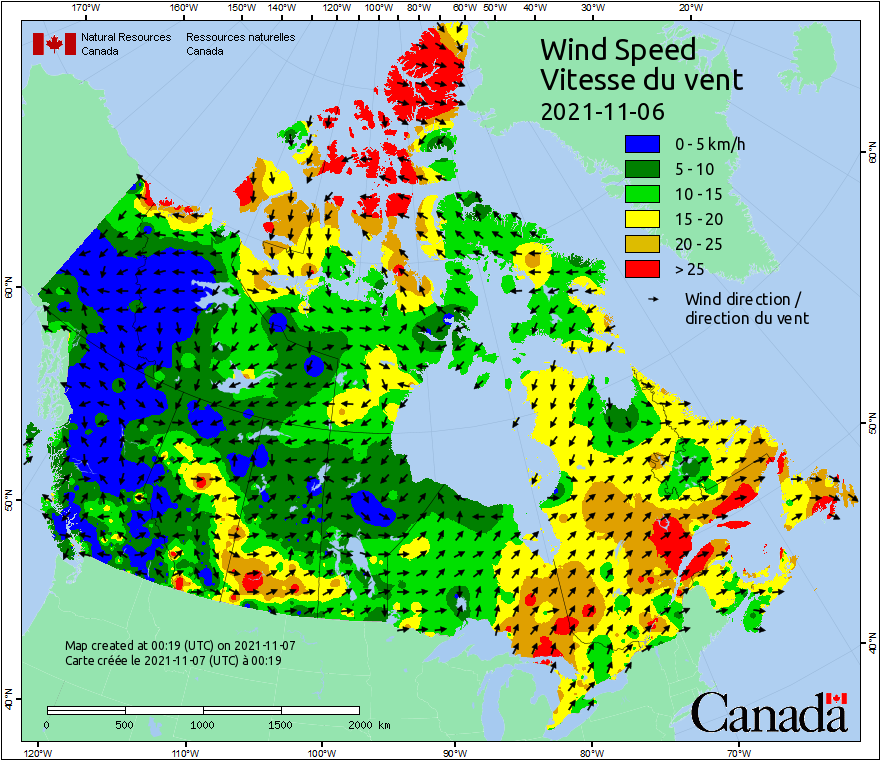 170°W 160°W 150°W 140°W 120°W 100°W 80°W 60°W 50°W 40°W 30°W 20°W
Natural Resources Canada
Ressources naturelles Canada
Wind Speed
Vitesse du vent
2021-11-06
0 - 5 km/h
5 - 10
10 - 15
15 - 20
20 - 25
> 25
Wind direction /
direction du vent
60°N
50°N
40°N
60°N
50°N
40°N
Map created at 00:19 (UTC) on 2021-11-07
Carte créée le 2021-11-07 (UTC) à 00:19
0 500 1000 1500 2000 km
Canada
120°W 110°W 100°W 90°W 80°W 70°W